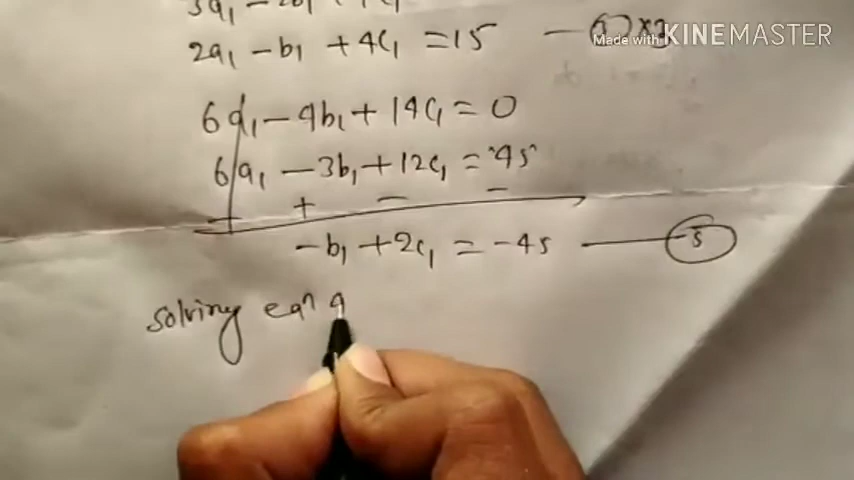 2a₁ - b₁ + 4c₁ = 15
Made with KINEMASTER
6a₁ - 4b₁ + 14c₁ = 0
6a₁ - 3b₁ + 12c₁ = 45
- + - -
-b₁ + 2c₁ = -45 — 5
solving eqn 4